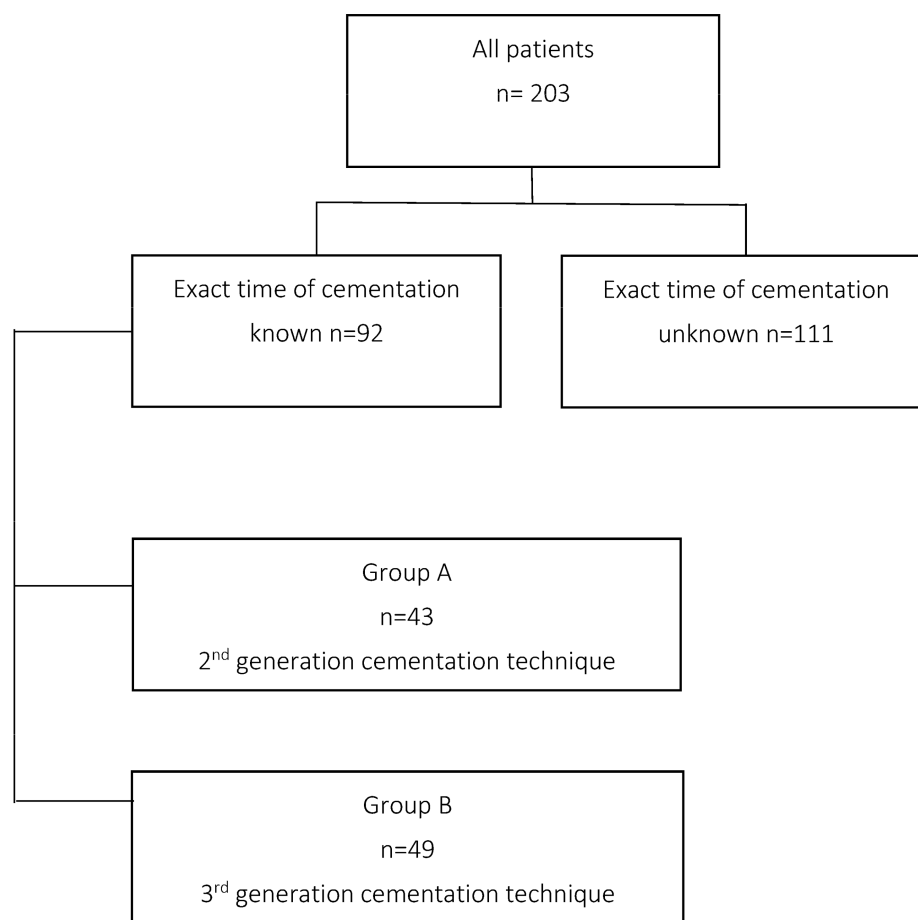 All patients
n= 203
Exact time of cementation
known n=92
Exact time of cementation
unknown n=111
Group A
n=43
2nd generation cementation technique
Group B
n=49
3rd generation cementation technique